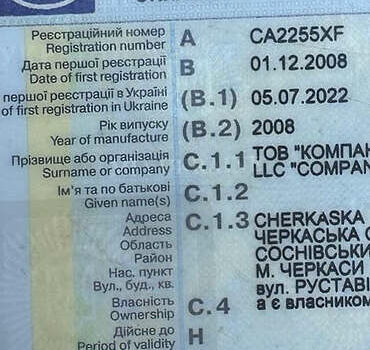 Реєстраційний номер
Registration number A CA2255XF
Дата першої реєстрації
Date of first registration B 01.12.2008
першої реєстрації в Україні
of first registration in Ukraine (B.1) 05.07.2022
Рік випуску
Year of manufacture (B.2) 2008
Прізвище або організація
Surname or company C.1.1 ТОВ "КОМПАН
LLC "COMPAN
Ім'я та по батькові
Given name(s) C.1.2
Адреса C.1.3 CHERKASKA
Address ЧЕРКАСЬКА О
Область СОСНІВСЬКИ
Район
Нас. пункт М. ЧЕРКАСИ
Вул., буд., кв. вул. РУСТАВІ
Власність C.4 а є власником
Ownership
Дійсне до
Period of validity H